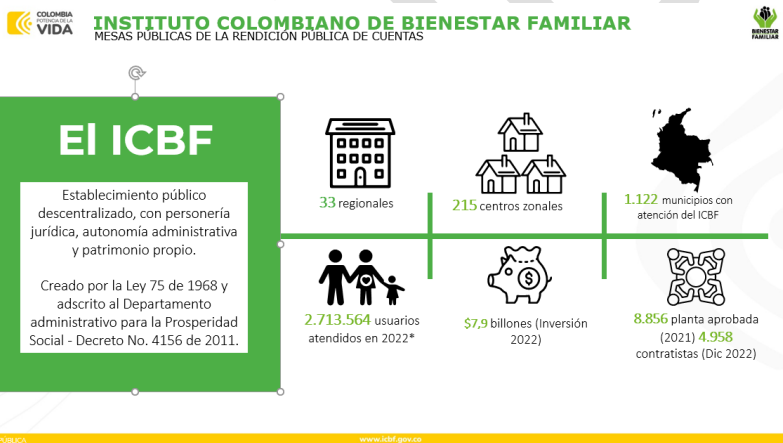 COLOMBIA
POTENCIA DE LA
VIDA
INSTITUTO COLOMBIANO DE BIENESTAR FAMILIAR
MESAS PÚBLICAS DE LA RENDICIÓN PÚBLICA DE CUENTAS
BIENESTAR
FAMILIAR
El ICBF
Establecimiento público
descentralizado, con personería
jurídica, autonomía administrativa
y patrimonio propio.
Creado por la Ley 75 de 1968 y
adscrito al Departamento
administrativo para la Prosperidad
Social - Decreto No. 4156 de 2011.
33 regionales
215 centros zonales
1.122 municipios con
atención del ICBF
2.713.564 usuarios
atendidos en 2022*
$7,9 billones (Inversión
2022)
8.856 planta aprobada
(2021) 4.958
contratistas (Dic 2022)
PÚBLICA
www.icbf.gov.co